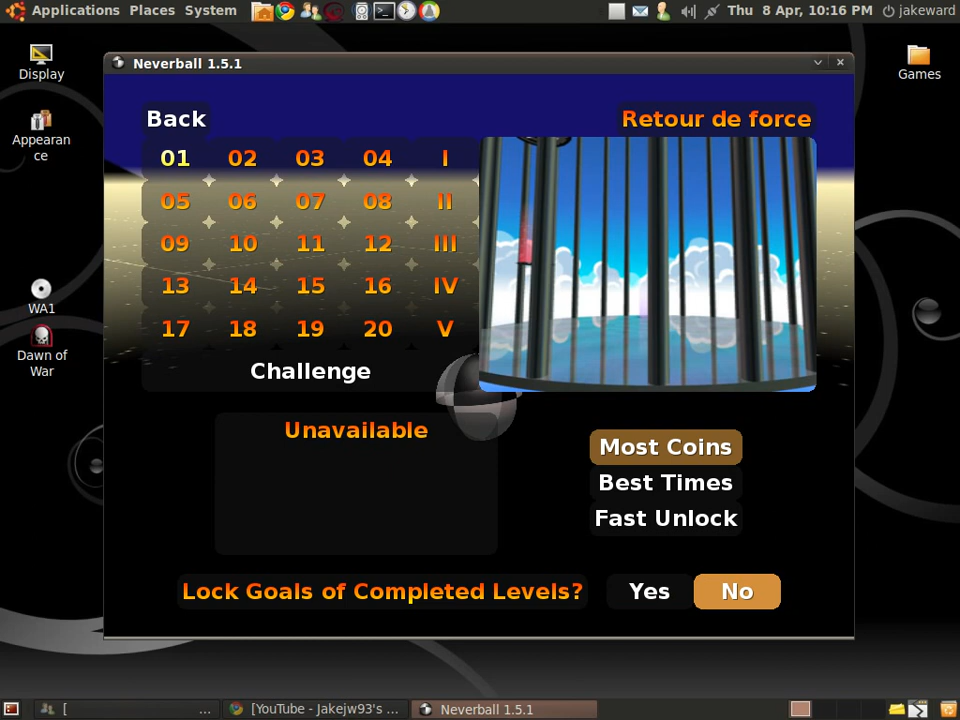 Applications Places System Thu 8 Apr, 10:16 PM jakeward
Display
Games
Appearan
ce
WA1
Dawn of
War
Neverball 1.5.1
Back Retour de force
01 02 03 04 I
05 06 07 08 II
09 10 11 12 III
13 14 15 16 IV
17 18 19 20 V
Challenge
Unavailable
Most Coins
Best Times
Fast Unlock
Lock Goals of Completed Levels? Yes No
[ ... [YouTube - Jakejw93's ... Neverball 1.5.1